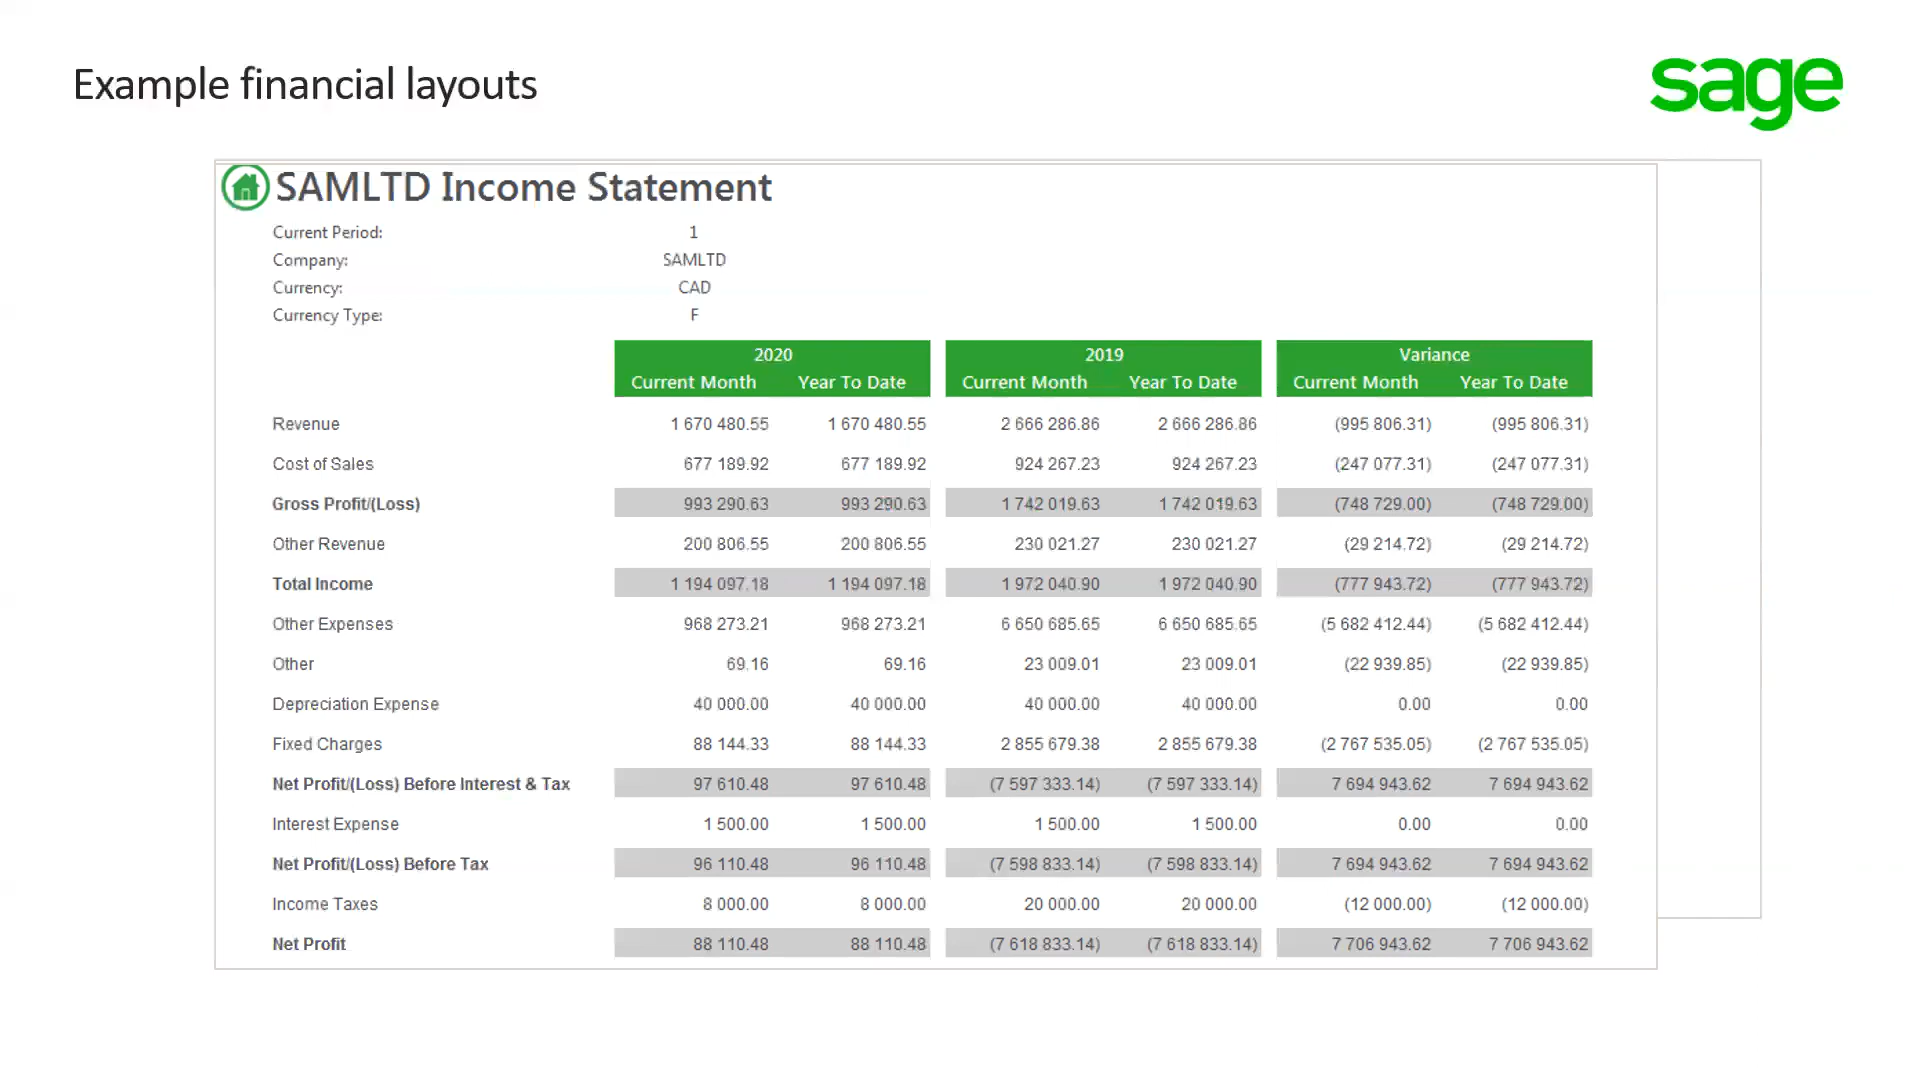 Example financial layouts
sage
SAMLTD Income Statement
Current Period: 1
Company: SAMLTD
Currency: CAD
Currency Type: F
2020 2019 Variance
Current Month Year To Date Current Month Year To Date Current Month Year To Date
Revenue 1 670 480.55 1 670 480.55 2 666 286.86 2 666 286.86 (995 806.31) (995 806.31)
Cost of Sales 677 189.92 677 189.92 924 267.23 924 267.23 (247 077.31) (247 077.31)
Gross Profit/(Loss) 993 290.63 993 290.63 1 742 019.63 1 742 019.63 (748 729.00) (748 729.00)
Other Revenue 200 806.55 200 806.55 230 021.27 230 021.27 (29 214.72) (29 214.72)
Total Income 1 194 097.18 1 194 097.18 1 972 040.90 1 972 040.90 (777 943.72) (777 943.72)
Other Expenses 968 273.21 968 273.21 6 650 685.65 6 650 685.65 (5 682 412.44) (5 682 412.44)
Other 69.16 69.16 23 009.01 23 009.01 (22 939.85) (22 939.85)
Depreciation Expense 40 000.00 40 000.00 40 000.00 40 000.00 0.00 0.00
Fixed Charges 88 144.33 88 144.33 2 855 679.38 2 855 679.38 (2 767 535.05) (2 767 535.05)
Net Profit/(Loss) Before Interest & Tax 97 610.48 97 610.48 (7 597 333.14) (7 597 333.14) 7 694 943.62 7 694 943.62
Interest Expense 1 500.00 1 500.00 1 500.00 1 500.00 0.00 0.00
Net Profit/(Loss) Before Tax 96 110.48 96 110.48 (7 598 833.14) (7 598 833.14) 7 694 943.62 7 694 943.62
Income Taxes 8 000.00 8 000.00 20 000.00 20 000.00 (12 000.00) (12 000.00)
Net Profit 88 110.48 88 110.48 (7 618 833.14) (7 618 833.14) 7 706 943.62 7 706 943.62